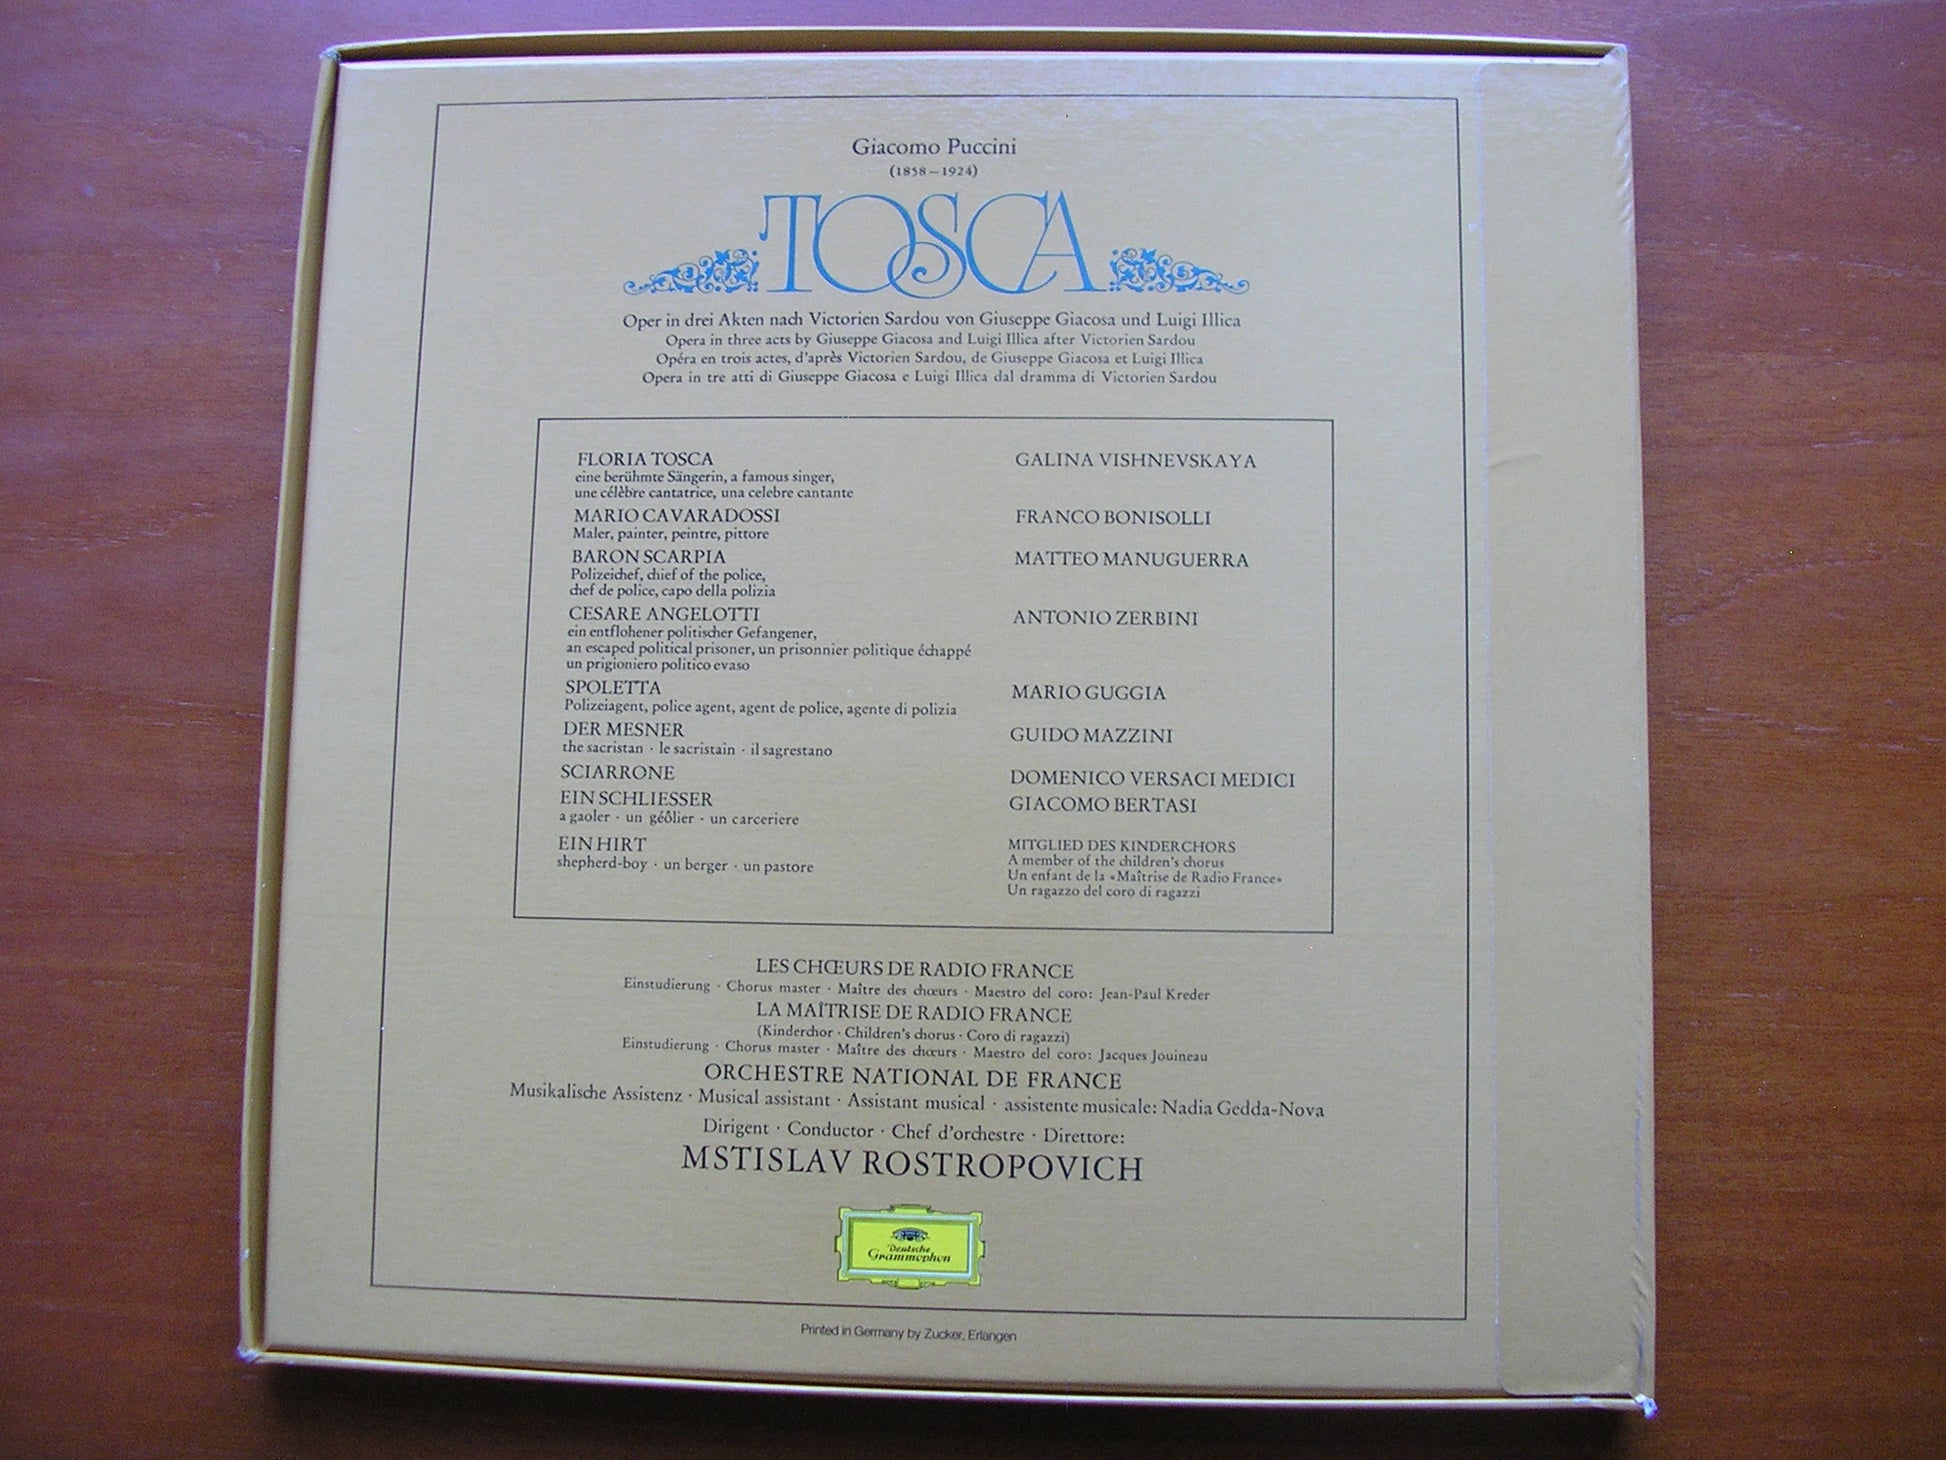 Giacomo Puccini
(1858–1924)
TOSCA
Oper in drei Akten nach Victorien Sardou von Giuseppe Giacosa und Luigi Illica
Opera in three acts by Giuseppe Giacosa and Luigi Illica after Victorien Sardou
Opéra en trois actes, d'après Victorien Sardou, de Giuseppe Giacosa et Luigi Illica
Opera in tre atti di Giuseppe Giacosa e Luigi Illica dal dramma di Victorien Sardou
FLORIA TOSCA GALINA VISHNEVSKAYA
eine berühmte Sängerin, a famous singer,
une célèbre cantatrice, una celebre cantante
MARIO CAVARADOSSI FRANCO BONISOLLI
Maler, painter, peintre, pittore
BARON SCARPIA MATTEO MANUGUERRA
Polizeichef, chief of the police,
chef de police, capo della polizia
CESARE ANGELOTTI ANTONIO ZERBINI
ein entflohener politischer Gefangener,
an escaped political prisoner, un prisonnier politique échappé
un prigioniero politico evaso
SPOLETTA MARIO GUGGIA
Polizeiagent, police agent, agent de police, agente di polizia
DER MESNER GUIDO MAZZINI
the sacristan · le sacristain · il sagrestano
SCIARRONE DOMENICO VERSACI MEDICI
EIN SCHLIESSER GIACOMO BERTASI
a gaoler · un géôlier · un carceriere
EIN HIRT MITGLIED DES KINDERCHORS
shepherd-boy · un berger · un pastore A member of the children's chorus
Un enfant de la «Maîtrise de Radio France»
Un ragazzo del coro di ragazzi
LES CHŒURS DE RADIO FRANCE
Einstudierung · Chorus master · Maître des chœurs · Maestro del coro: Jean-Paul Kreder
LA MAÎTRISE DE RADIO FRANCE
(Kinderchor · Children's chorus · Coro di ragazzi)
Einstudierung · Chorus master · Maître des chœurs · Maestro del coro: Jacques Jouineau
ORCHESTRE NATIONAL DE FRANCE
Musikalische Assistenz · Musical assistant · Assistant musical · assistente musicale: Nadia Gedda-Nova
Dirigent · Conductor · Chef d'orchestre · Direttore:
MSTISLAV ROSTROPOVICH
Deutsche
Grammophon
Printed in Germany by Zucker, Erlangen